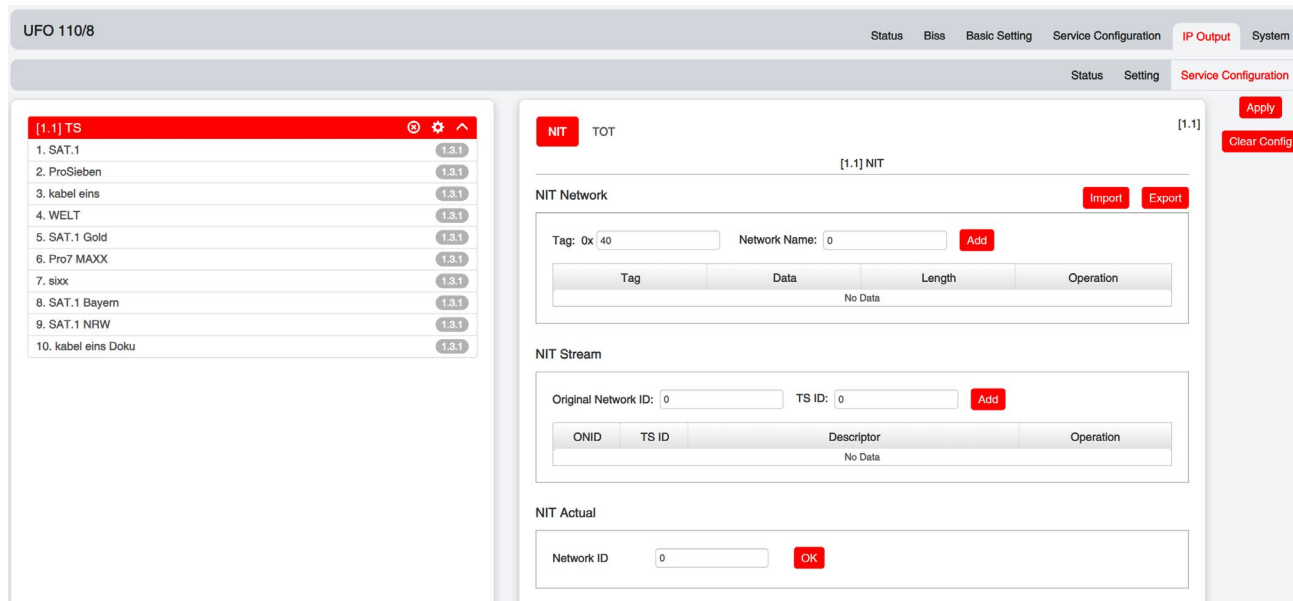 UFO 110/8
Status Biss Basic Setting Service Configuration IP Output System
Status Setting Service Configuration
Apply
Clear Config
[1.1] TS
1. SAT.1 1.3.1
2. ProSieben 1.3.1
3. kabel eins 1.3.1
4. WELT 1.3.1
5. SAT.1 Gold 1.3.1
6. Pro7 MAXX 1.3.1
7. sixx 1.3.1
8. SAT.1 Bayern 1.3.1
9. SAT.1 NRW 1.3.1
10. kabel eins Doku 1.3.1
NIT TOT [1.1]
[1.1] NIT
NIT Network Import Export
Tag: 0x 40 Network Name: 0 Add
Tag Data Length Operation
No Data
NIT Stream
Original Network ID: 0 TS ID: 0 Add
ONID TS ID Descriptor Operation
No Data
NIT Actual
Network ID 0 OK